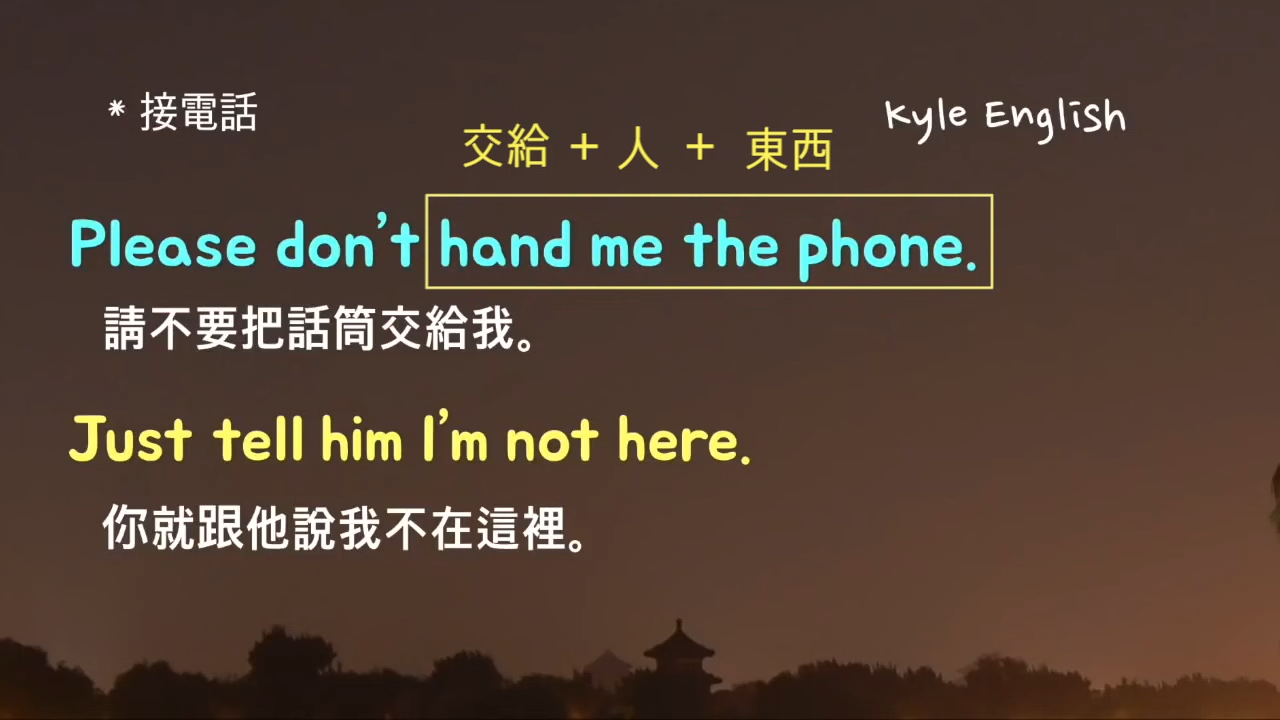 * 接電話
Kyle English
交給 + 人 + 東西
Please don't hand me the phone.
請不要把話筒交給我。
Just tell him I'm not here.
你就跟他說我不在這裡。